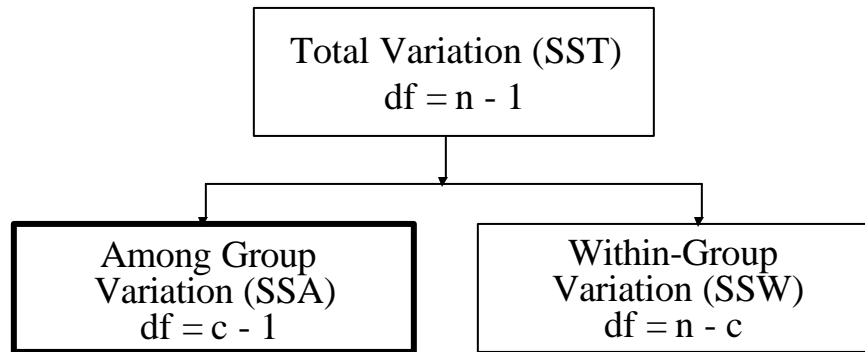 Total Variation (SST)
df = n - 1
Among Group
Variation (SSA)
df = c - 1
Within-Group
Variation (SSW)
df = n - c